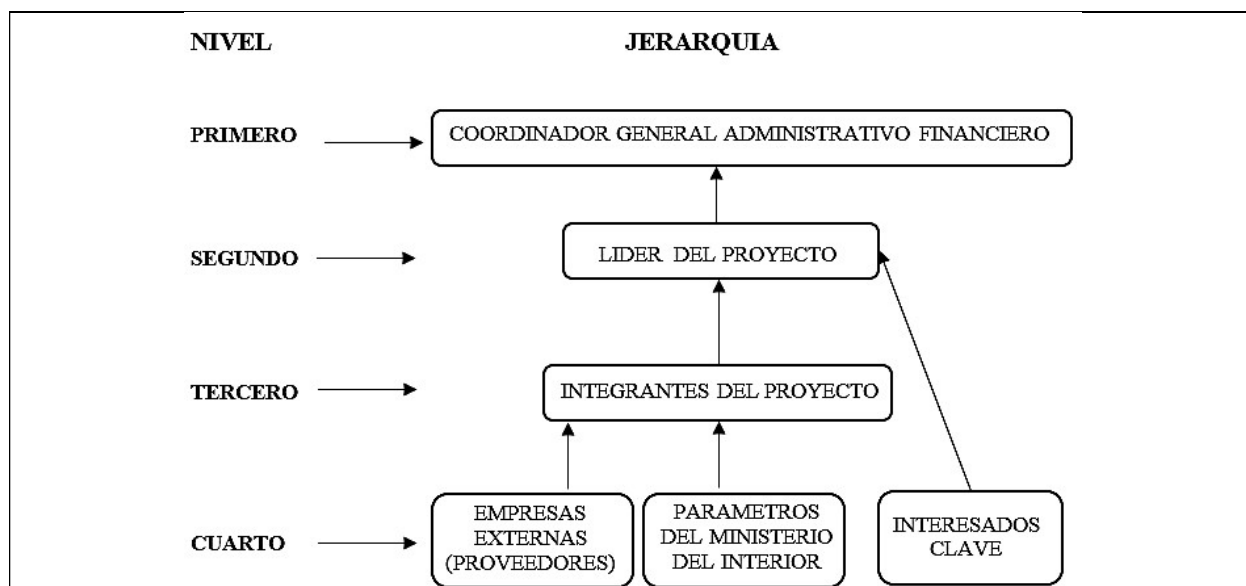 NIVEL JERARQUIA
PRIMERO COORDINADOR GENERAL ADMINISTRATIVO FINANCIERO
SEGUNDO LIDER DEL PROYECTO
TERCERO INTEGRANTES DEL PROYECTO
CUARTO
EMPRESAS
EXTERNAS
(PROVEEDORES)
PARAMETROS
DEL MINISTERIO
DEL INTERIOR
INTERESADOS
CLAVE